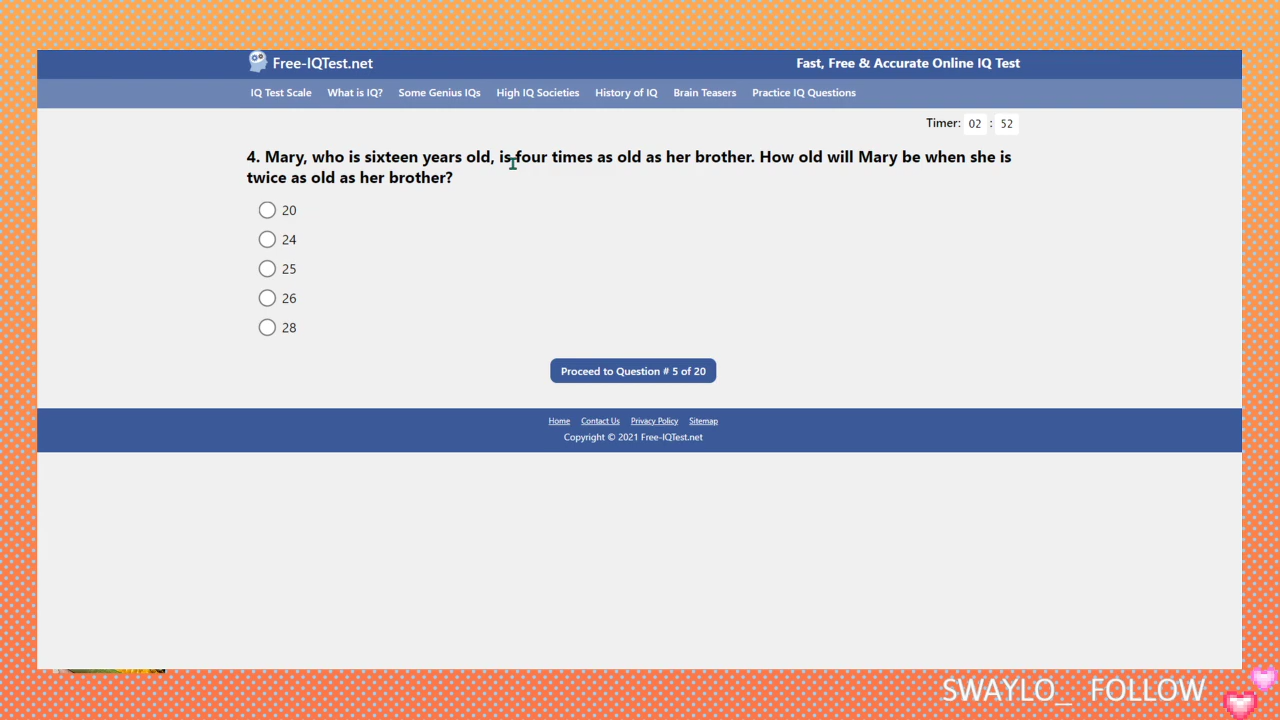 Free-IQTest.net
Fast, Free & Accurate Online IQ Test
IQ Test Scale What is IQ? Some Genius IQs High IQ Societies History of IQ Brain Teasers Practice IQ Questions
Timer: 02 : 52
4. Mary, who is sixteen years old, is four times as old as her brother. How old will Mary be when she is
twice as old as her brother?
20
24
25
26
28
Proceed to Question # 5 of 20
Home Contact Us Privacy Policy Sitemap
Copyright © 2021 Free-IQTest.net
SWAYLO_ FOLLOW